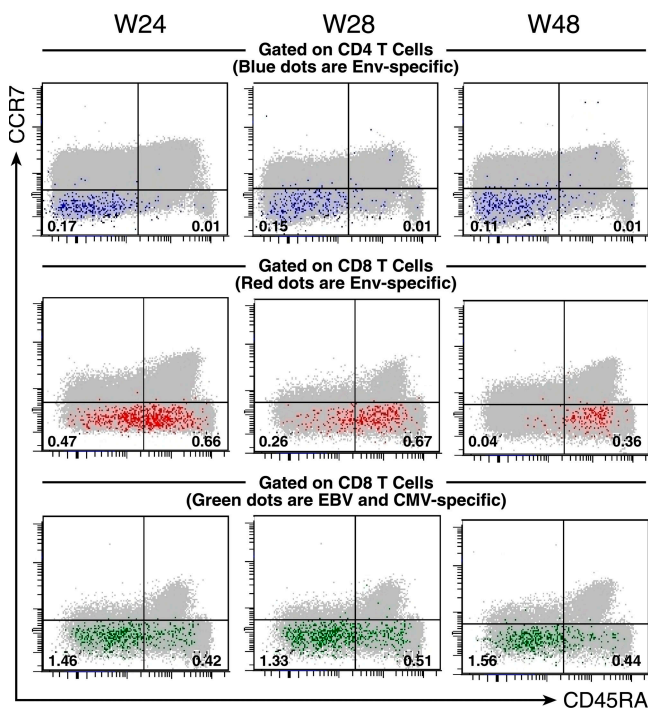 W24 W28 W48
Gated on CD4 T Cells
(Blue dots are Env-specific)
CCR7
0.17 0.01 0.15 0.01 0.11 0.01
Gated on CD8 T Cells
(Red dots are Env-specific)
0.47 0.66 0.26 0.67 0.04 0.36
Gated on CD8 T Cells
(Green dots are EBV and CMV-specific)
1.46 0.42 1.33 0.51 1.56 0.44
CD45RA